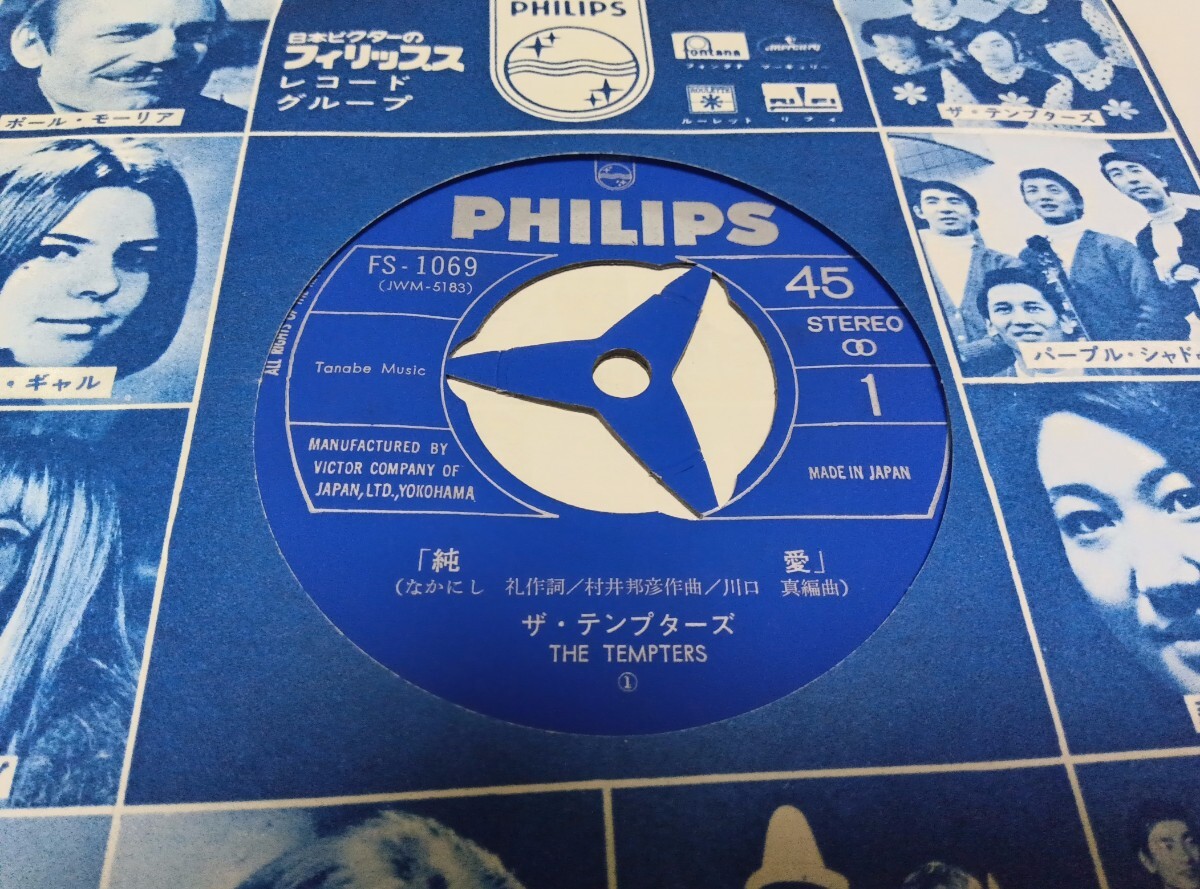 PHILIPS
日本ビクターの
フィリップス
レコード
グループ
fontana
フォンタナ
マーキュリー
ROULETTE
ルーレット
リフィ
ポール・モーリア
ザ・テンプターズ
・ギャル
パープル・シャド
PHILIPS
FS-1069
(JWM-5183)
Tanabe Music
MANUFACTURED BY
VICTOR COMPANY OF
JAPAN, LTD., YOKOHAMA
ALL RIGHTS OF THE
45
STEREO
1
MADE IN JAPAN
「純 愛」
(なかにし 礼作詞/村井邦彦作曲/川口 真編曲)
ザ・テンプターズ
THE TEMPTERS
①